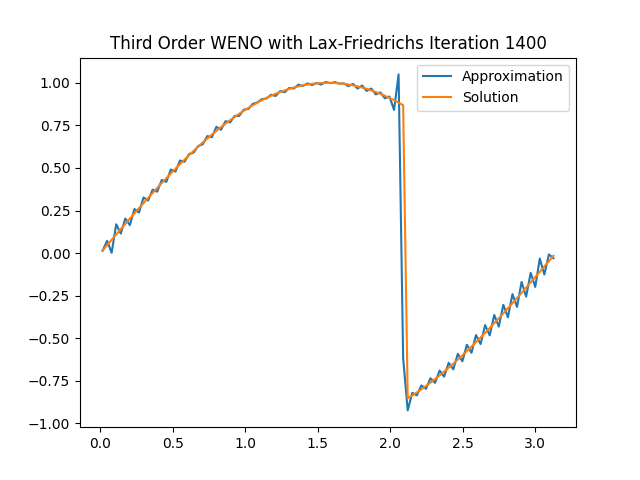 Third Order WENO with Lax-Friedrichs Iteration 1400
Approximation
Solution
1.00
0.75
0.50
0.25
0.00
−0.25
−0.50
−0.75
−1.00
0.0 0.5 1.0 1.5 2.0 2.5 3.0